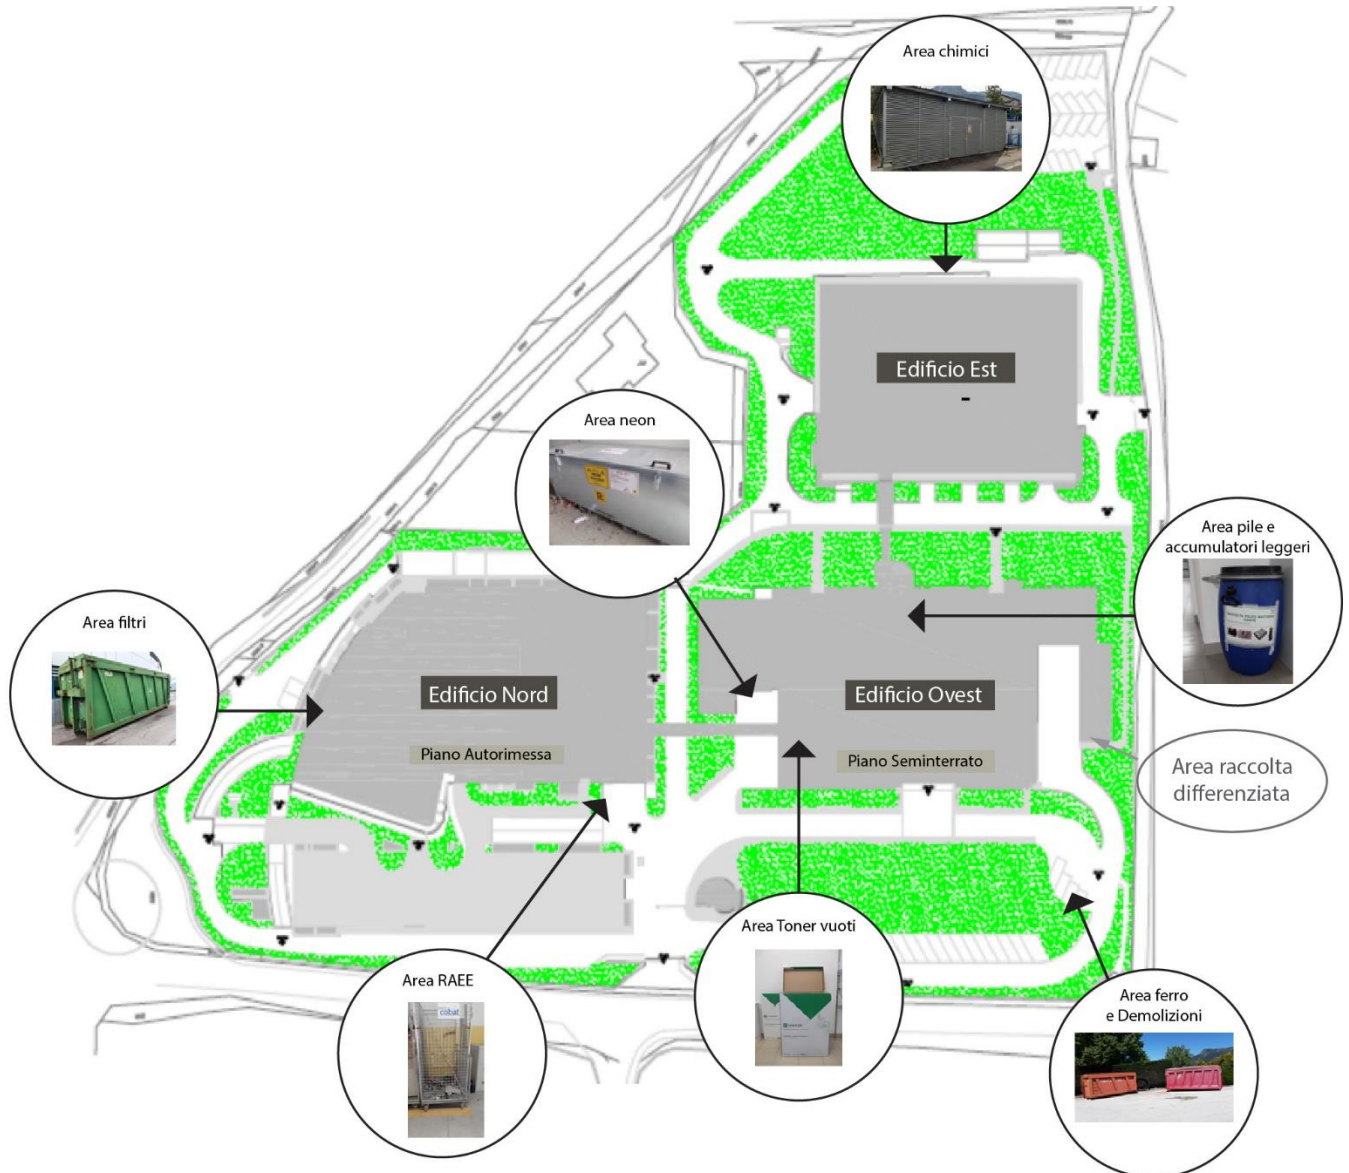 Area chimici
Edificio Est
Area neon
Area pile e
accumulatori leggeri
Area filtri
Edificio Nord
Edificio Ovest
Piano Autorimessa
Piano Seminterrato
Area raccolta
differenziata
Area Toner vuoti
Area RAEE
cobat
Area ferro
e Demolizioni